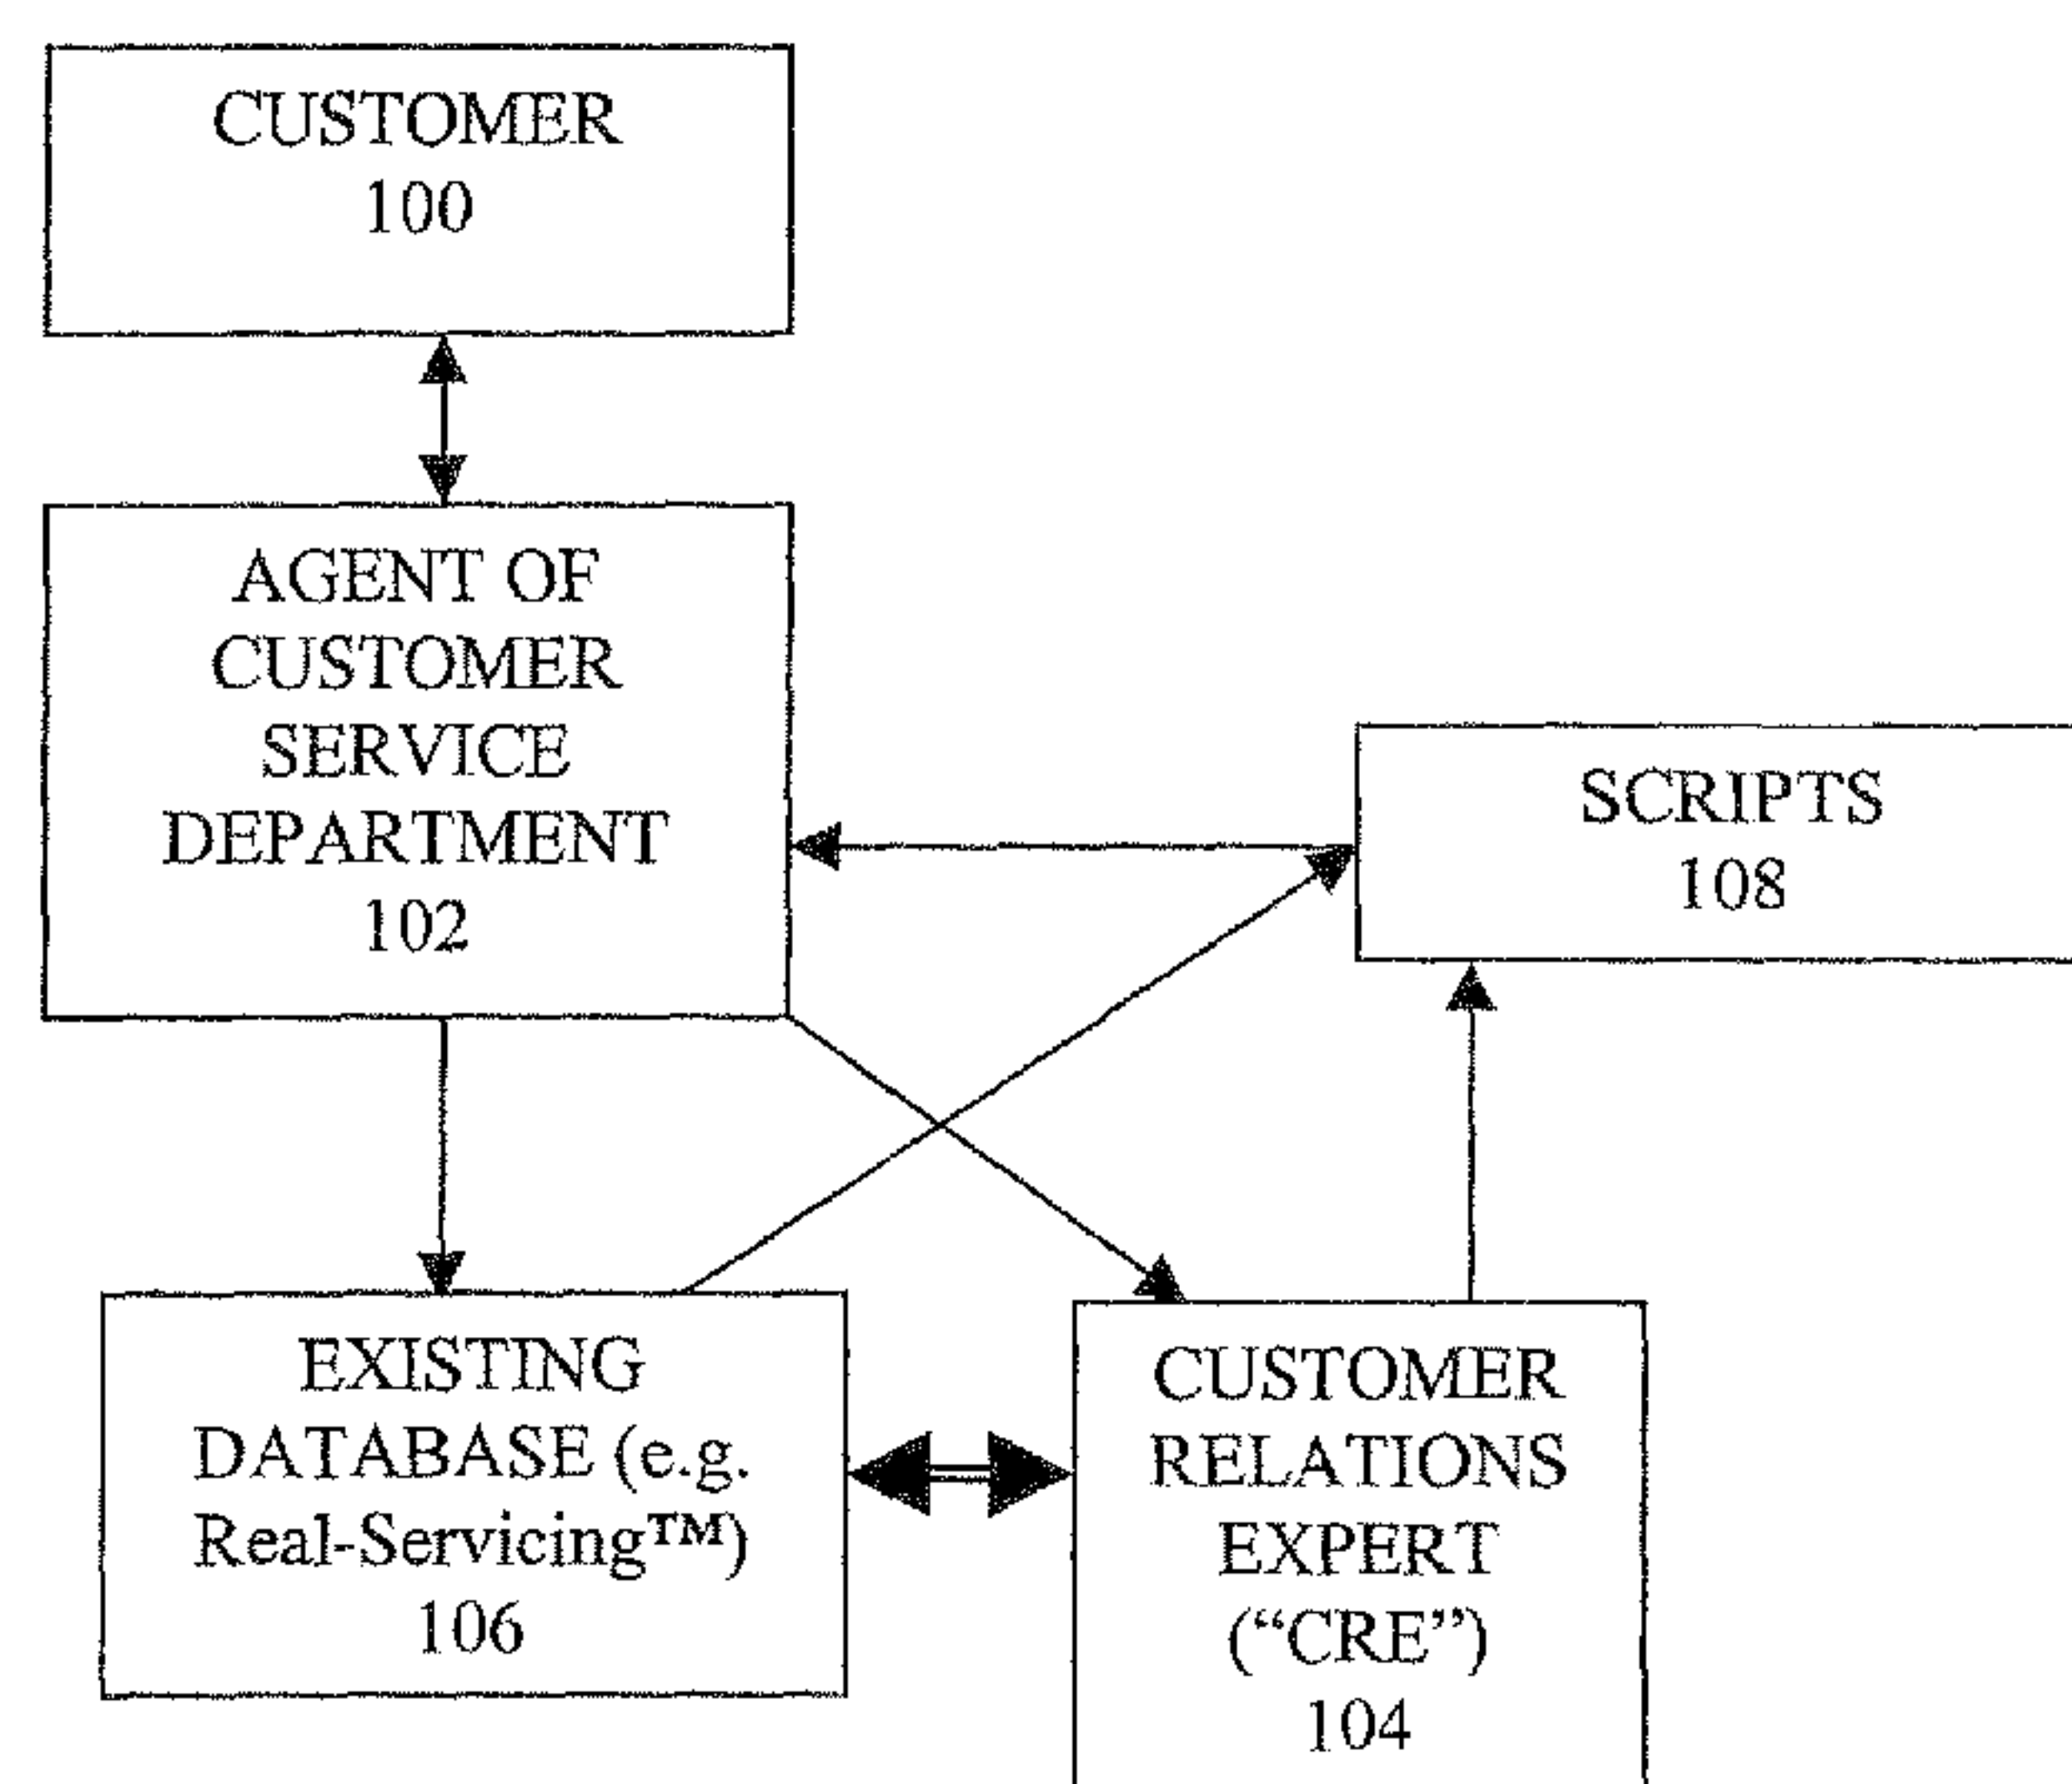 CUSTOMER
100
AGENT OF
CUSTOMER
SERVICE
DEPARTMENT
102
SCRIPTS
108
EXISTING
DATABASE (e.g.
Real-Servicing™)
106
CUSTOMER
RELATIONS
EXPERT
(“CRE”)
104